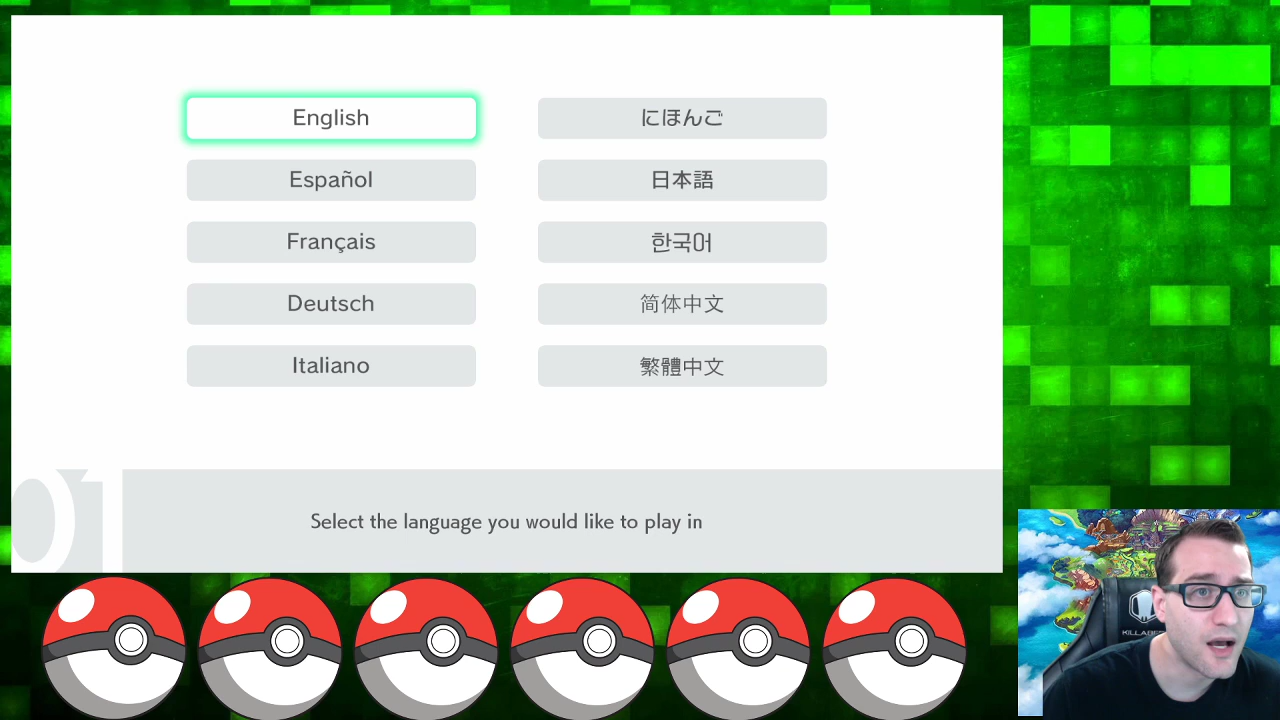 English
Español
Français
Deutsch
Italiano
にほんご
日本語
한국어
简体中文
繁體中文
01
Select the language you would like to play in